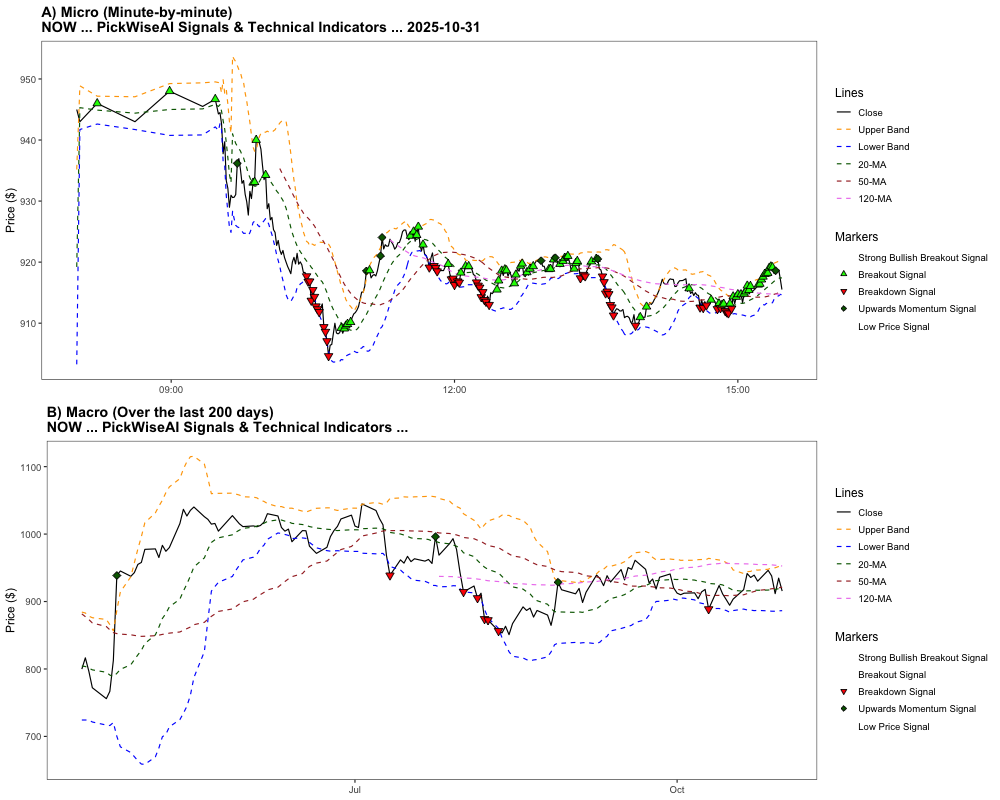 A) Micro (Minute-by-minute)
NOW ... PickWiseAI Signals & Technical Indicators ... 2025-10-31
950
940
930
920
910
Price ($)
09:00
12:00
15:00
Lines
Close
Upper Band
Lower Band
20-MA
50-MA
120-MA
Markers
Strong Bullish Breakout Signal
Breakout Signal
Breakdown Signal
Upwards Momentum Signal
Low Price Signal
B) Macro (Over the last 200 days)
NOW ... PickWiseAI Signals & Technical Indicators ...
1100
1000
900
800
700
Price ($)
Jul
Oct
Lines
Close
Upper Band
Lower Band
20-MA
50-MA
120-MA
Markers
Strong Bullish Breakout Signal
Breakout Signal
Breakdown Signal
Upwards Momentum Signal
Low Price Signal